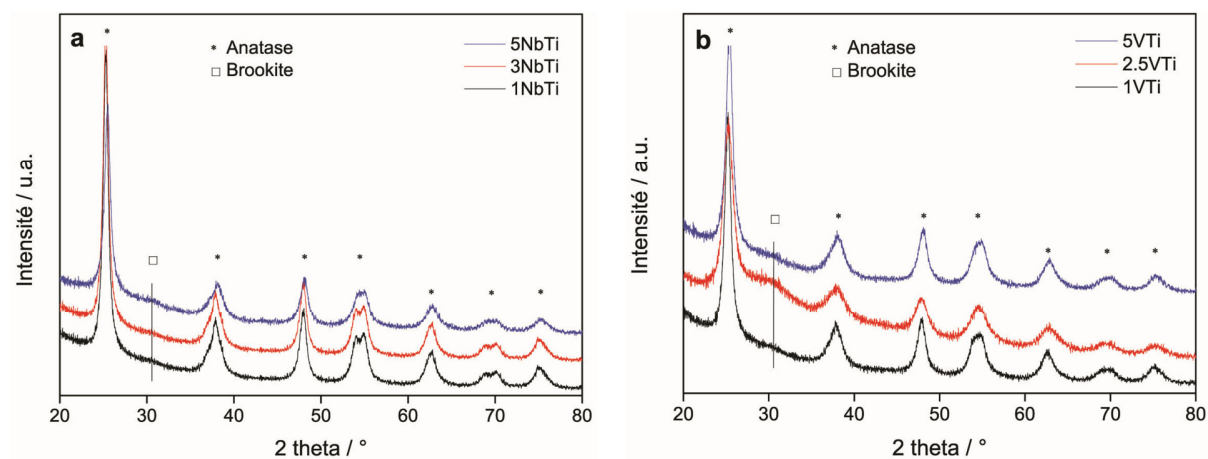 a
* Anatase
□ Brookite
5NbTi
3NbTi
1NbTi
Intensité / u.a.
20 30 40 50 60 70 80
2 theta / °
b
* Anatase
□ Brookite
5VTi
2.5VTi
1VTi
Intensité / a.u.
20 30 40 50 60 70 80
2 theta / °